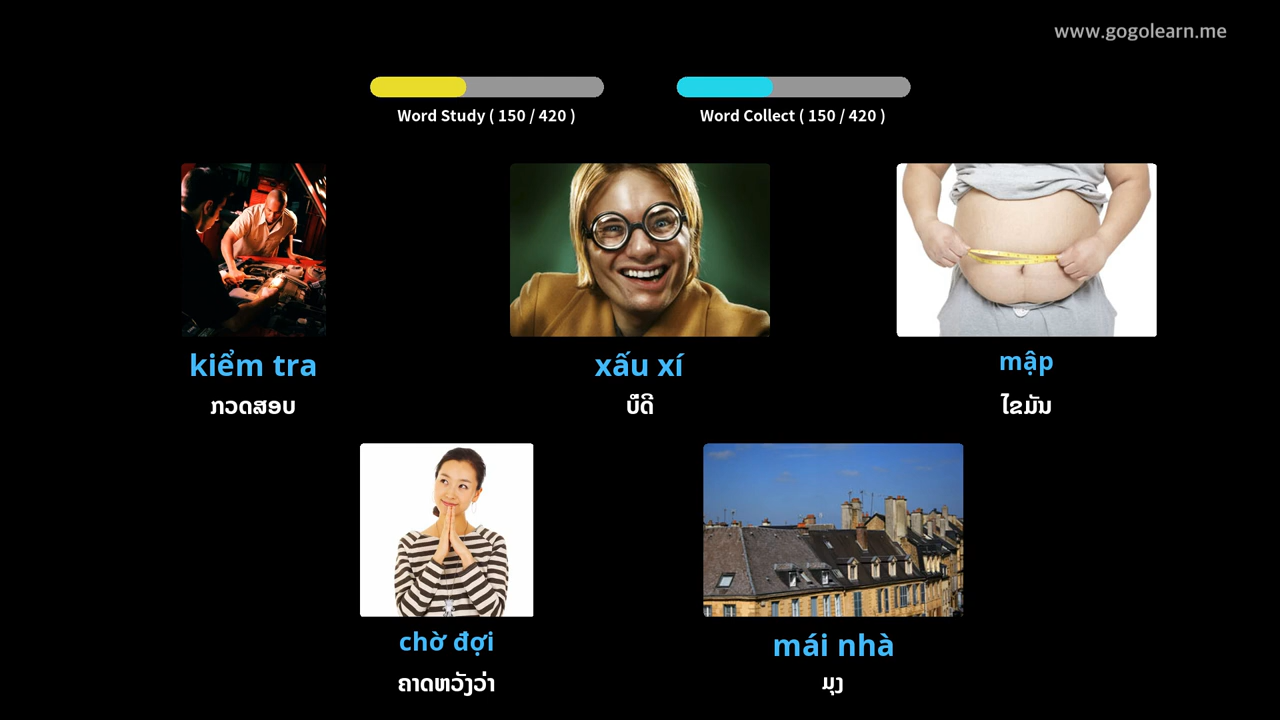 www.gogolearn.me
Word Study ( 150 / 420 )
Word Collect ( 150 / 420 )
kiểm tra
ກວດສອບ
xấu xí
ບໍ່ດີ
mập
ໄຂມັນ
chờ đợi
ຄາດຫວັງວ່າ
mái nhà
ມຸງ